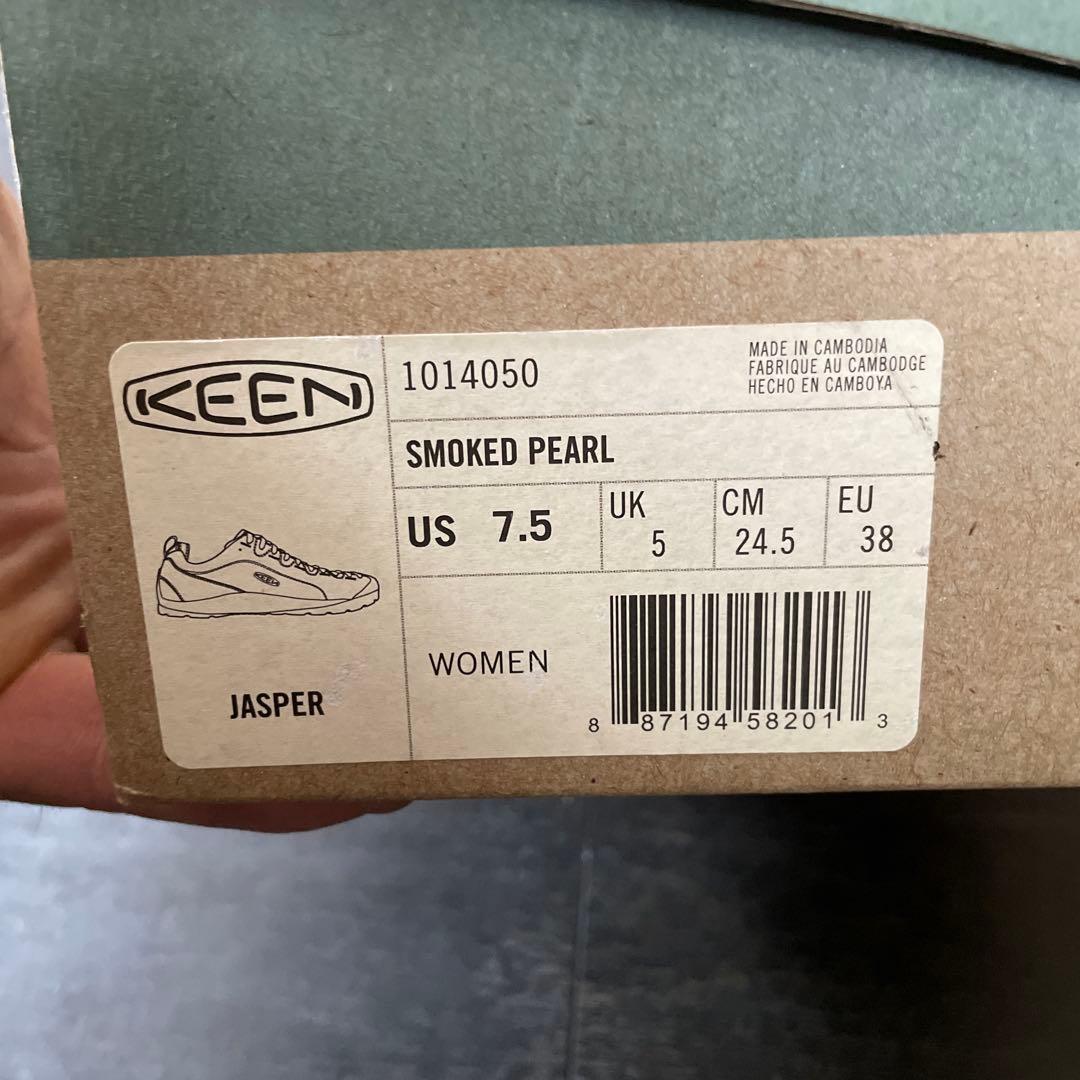 KEEN
1014050
MADE IN CAMBODIA
FABRIQUE AU CAMBODGE
HECHO EN CAMBOYA
SMOKED PEARL
US 7.5
UK
5
CM
24.5
EU
38
KEEN
JASPER
WOMEN
8 87194 58201 3